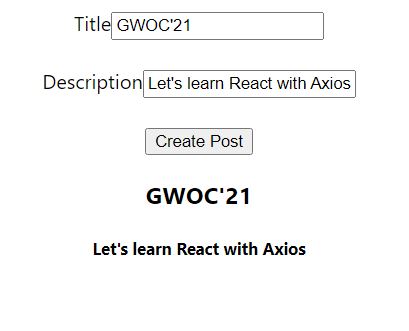 Title GWOC'21
Description Let's learn React with Axios
Create Post
GWOC'21
Let's learn React with Axios